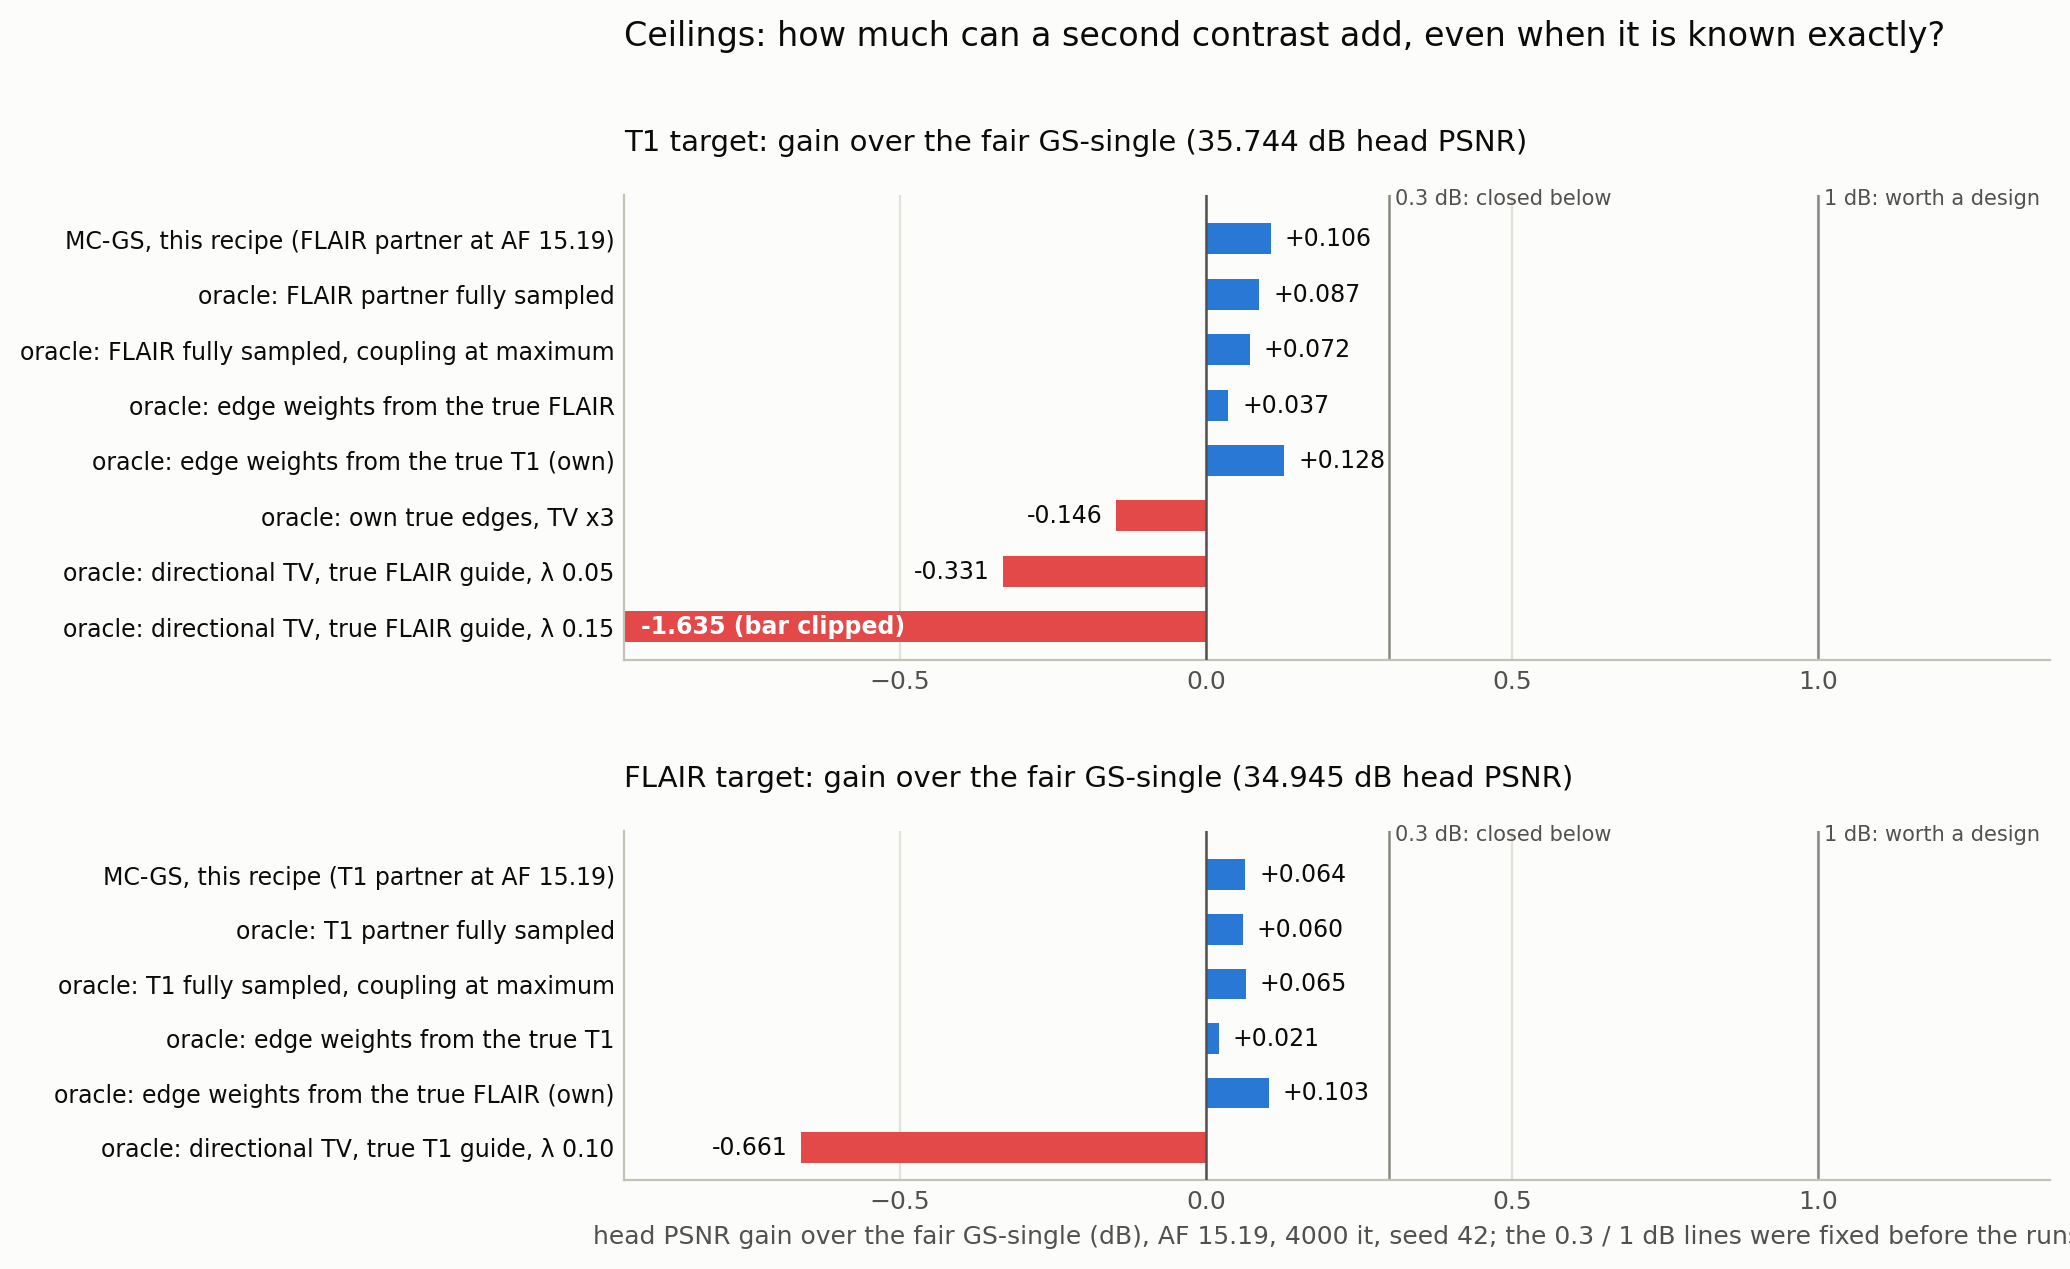 Ceilings: how much can a second contrast add, even when it is known exactly?
T1 target: gain over the fair GS-single (35.744 dB head PSNR)
0.3 dB: closed below
1 dB: worth a design
MC-GS, this recipe (FLAIR partner at AF 15.19)
+0.106
oracle: FLAIR partner fully sampled
+0.087
oracle: FLAIR fully sampled, coupling at maximum
+0.072
oracle: edge weights from the true FLAIR
+0.037
oracle: edge weights from the true T1 (own)
+0.128
oracle: own true edges, TV x3
-0.146
oracle: directional TV, true FLAIR guide, λ 0.05
-0.331
oracle: directional TV, true FLAIR guide, λ 0.15
-1.635 (bar clipped)
−0.5
0.0
0.5
1.0
FLAIR target: gain over the fair GS-single (34.945 dB head PSNR)
0.3 dB: closed below
1 dB: worth a design
MC-GS, this recipe (T1 partner at AF 15.19)
+0.064
oracle: T1 partner fully sampled
+0.060
oracle: T1 fully sampled, coupling at maximum
+0.065
oracle: edge weights from the true T1
+0.021
oracle: edge weights from the true FLAIR (own)
+0.103
oracle: directional TV, true T1 guide, λ 0.10
-0.661
−0.5
0.0
0.5
1.0
head PSNR gain over the fair GS-single (dB), AF 15.19, 4000 it, seed 42; the 0.3 / 1 dB lines were fixed before the